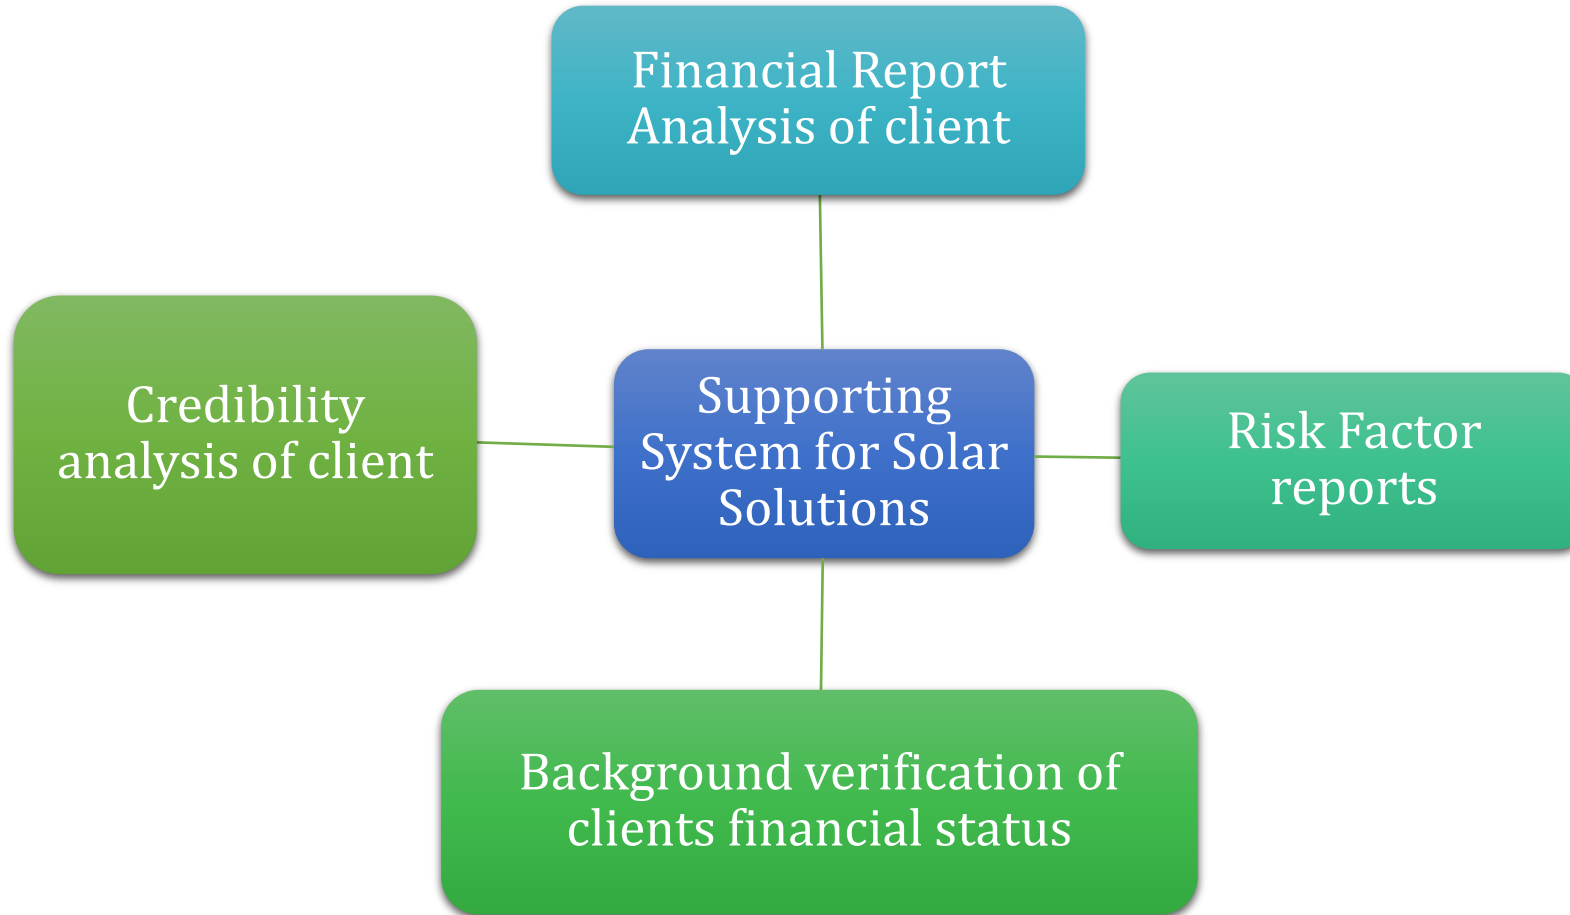 Financial Report
Analysis of client
Credibility
analysis of client
Supporting
System for Solar
Solutions
Risk Factor
reports
Background verification of
clients financial status